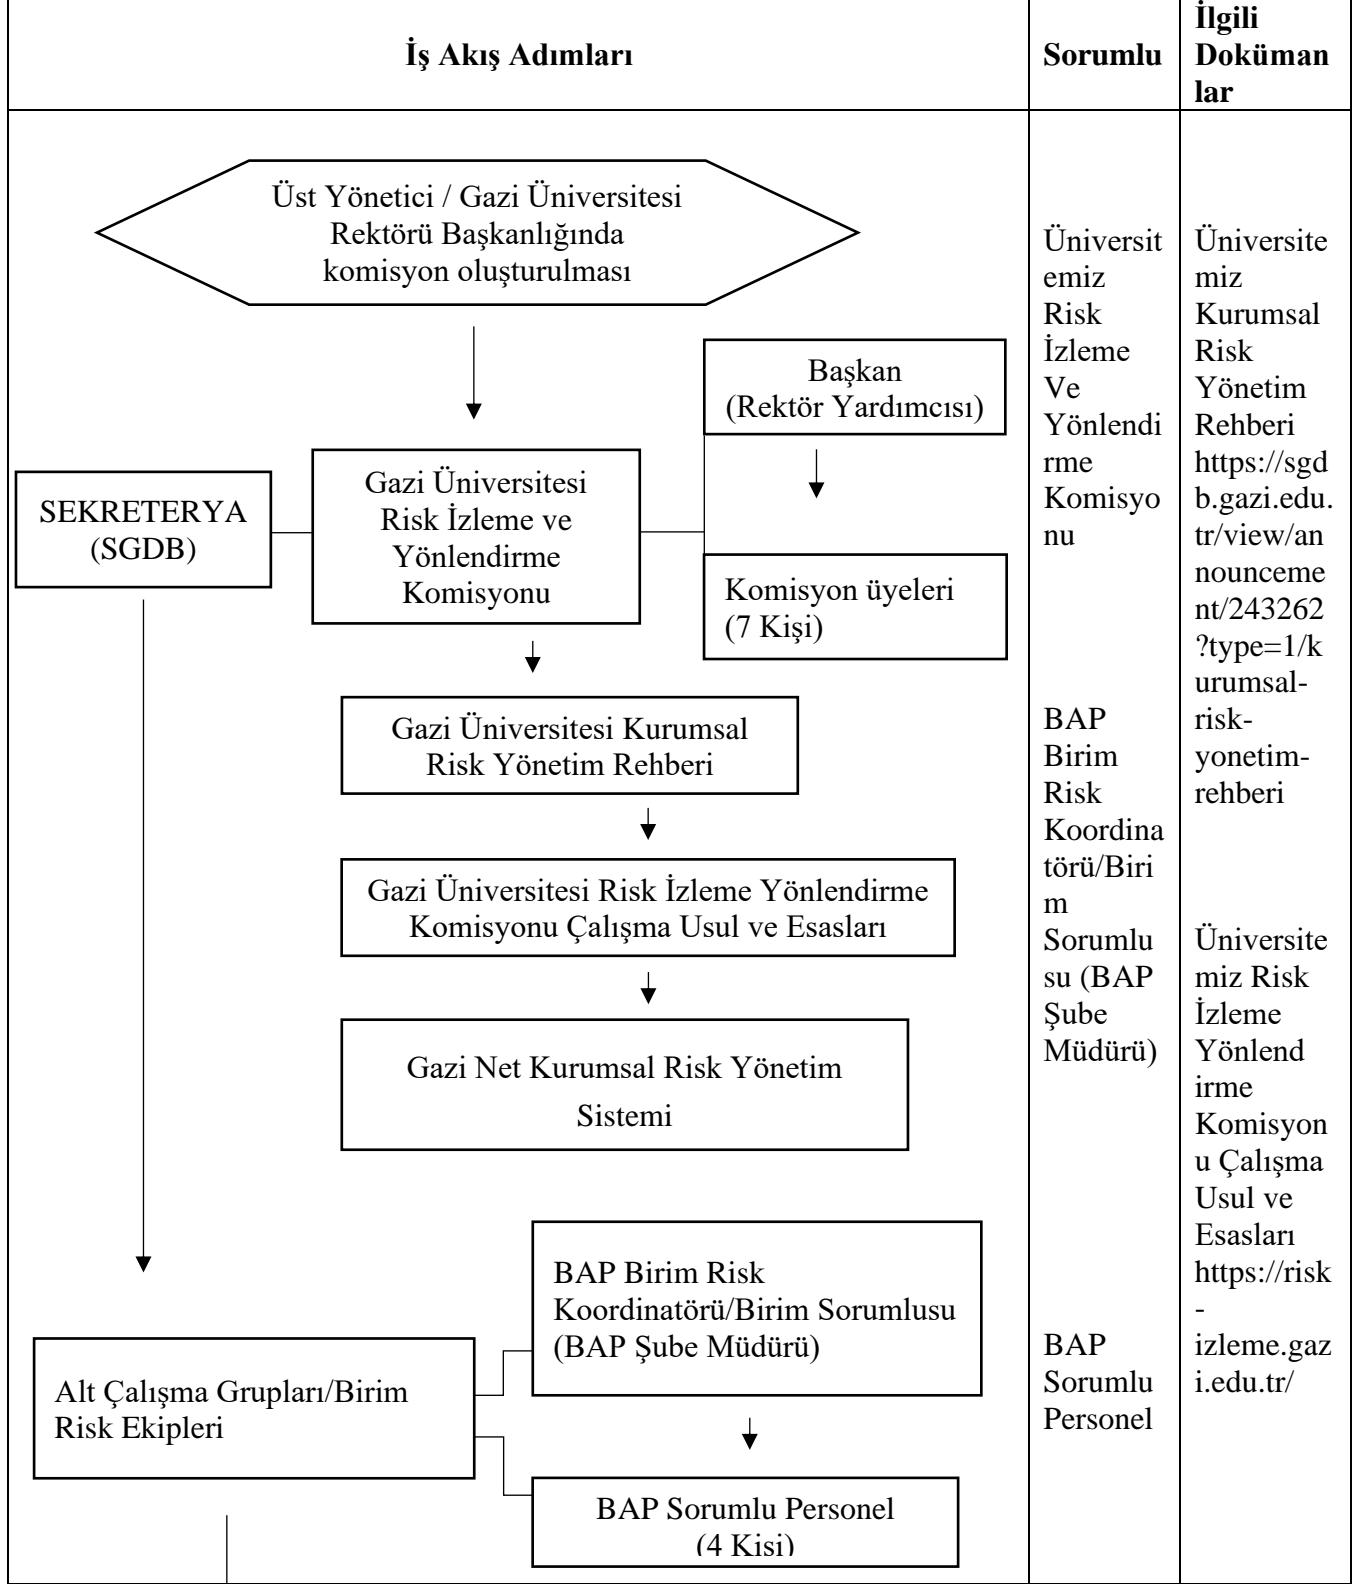 İş Akış Adımları
Sorumlu
İlgili
Doküman
lar
Üst Yönetici / Gazi Üniversitesi
Rektörü Başkanlığında
komisyon oluşturulması
Başkan
(Rektör Yardımcısı)
SEKRETERYA
(SGDB)
Gazi Üniversitesi
Risk İzleme ve
Yönlendirme
Komisyonu
Komisyon üyeleri
(7 Kişi)
Gazi Üniversitesi Kurumsal
Risk Yönetim Rehberi
Gazi Üniversitesi Risk İzleme Yönlendirme
Komisyonu Çalışma Usul ve Esasları
Gazi Net Kurumsal Risk Yönetim
Sistemi
BAP Birim Risk
Koordinatörü/Birim Sorumlusu
(BAP Şube Müdürü)
Alt Çalışma Grupları/Birim
Risk Ekipleri
BAP Sorumlu Personel
(4 Kisi)
Üniversit
emiz
Risk
İzleme
Ve
Yönlendi
rme
Komisyo
nu
BAP
Birim
Risk
Koordina
törü/Biri
m
Sorumlu
su (BAP
Şube
Müdürü)
BAP
Sorumlu
Personel
Üniversite
miz
Kurumsal
Risk
Yönetim
Rehberi
https://sgd
b.gazi.edu.
tr/view/an
nounceme
nt/243262
?type=1/k
urumsal-
risk-
yonetim-
rehberi
Üniversite
miz Risk
İzleme
Yönlend
irme
Komisyon
u Çalışma
Usul ve
Esasları
https://risk
-
izleme.gaz
i.edu.tr/